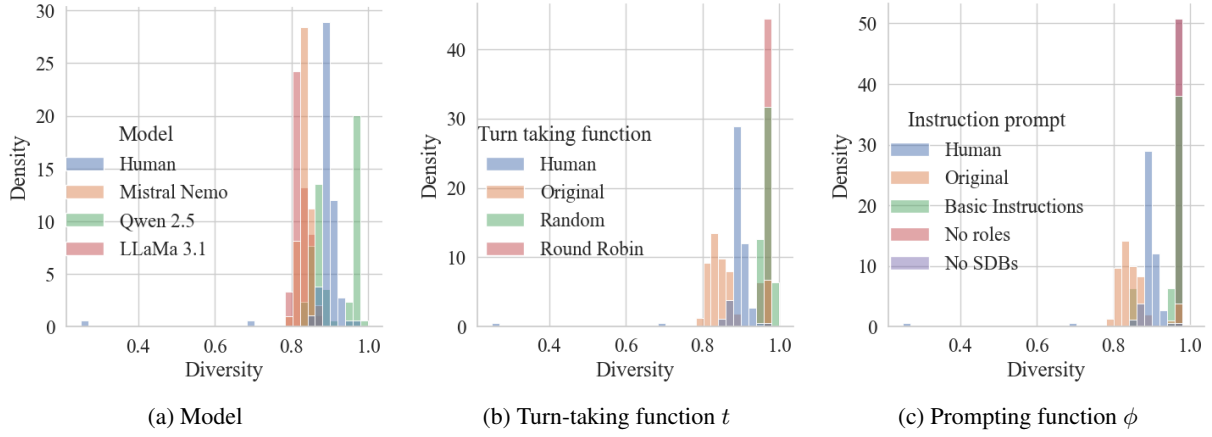 30
25
20
15
10
5
0
Density
Model
Human
Mistral Nemo
Qwen 2.5
LLaMa 3.1
0.4
0.6
0.8
1.0
Diversity
(a) Model
40
30
20
10
0
Density
Turn taking function
Human
Original
Random
Round Robin
0.4
0.6
0.8
1.0
Diversity
(b) Turn-taking function t
50
40
30
20
10
0
Density
Instruction prompt
Human
Original
Basic Instructions
No roles
No SDBs
0.4
0.6
0.8
1.0
Diversity
(c) Prompting function ϕ